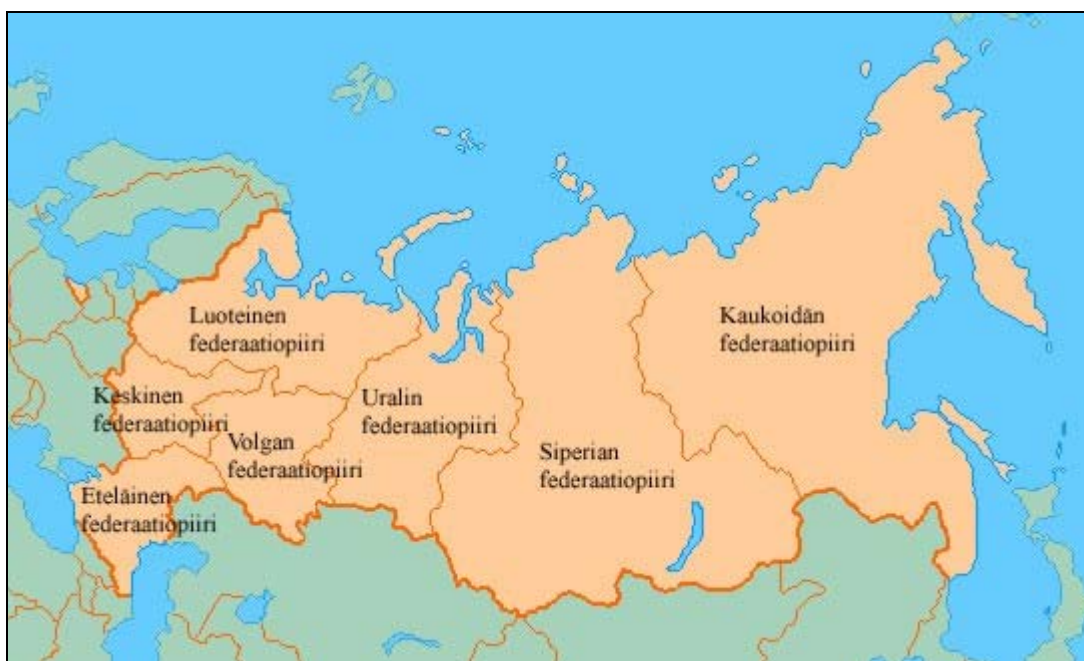 Luoteinen
federaatiopiiri
Kaukoidän
federaatiopiiri
Keskinen
federaatiopiiri
Uralin
federaatiopiiri
Volgan
federaatiopiiri
Siperian
federaatiopiiri
Eteläinen
federaatiopiiri